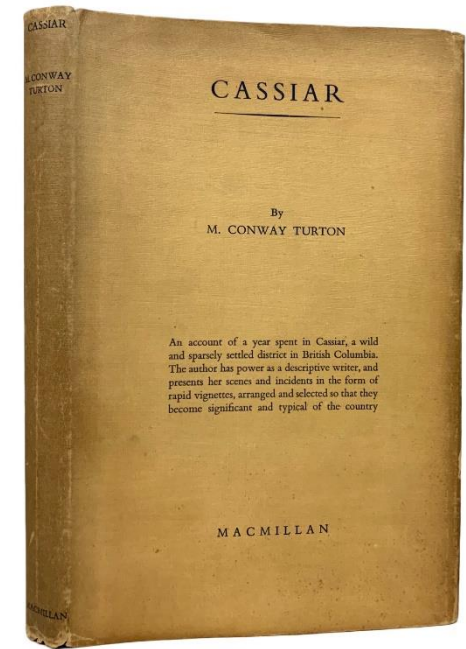 CASSIAR
M. CONWAY
TURTON
MACMILLAN
CASSIAR
By
M. CONWAY TURTON
An account of a year spent in Cassiar, a wild
and sparsely settled district in British Columbia.
The author has power as a descriptive writer, and
presents her scenes and incidents in the form of
rapid vignettes, arranged and selected so that they
become significant and typical of the country
MACMILLAN